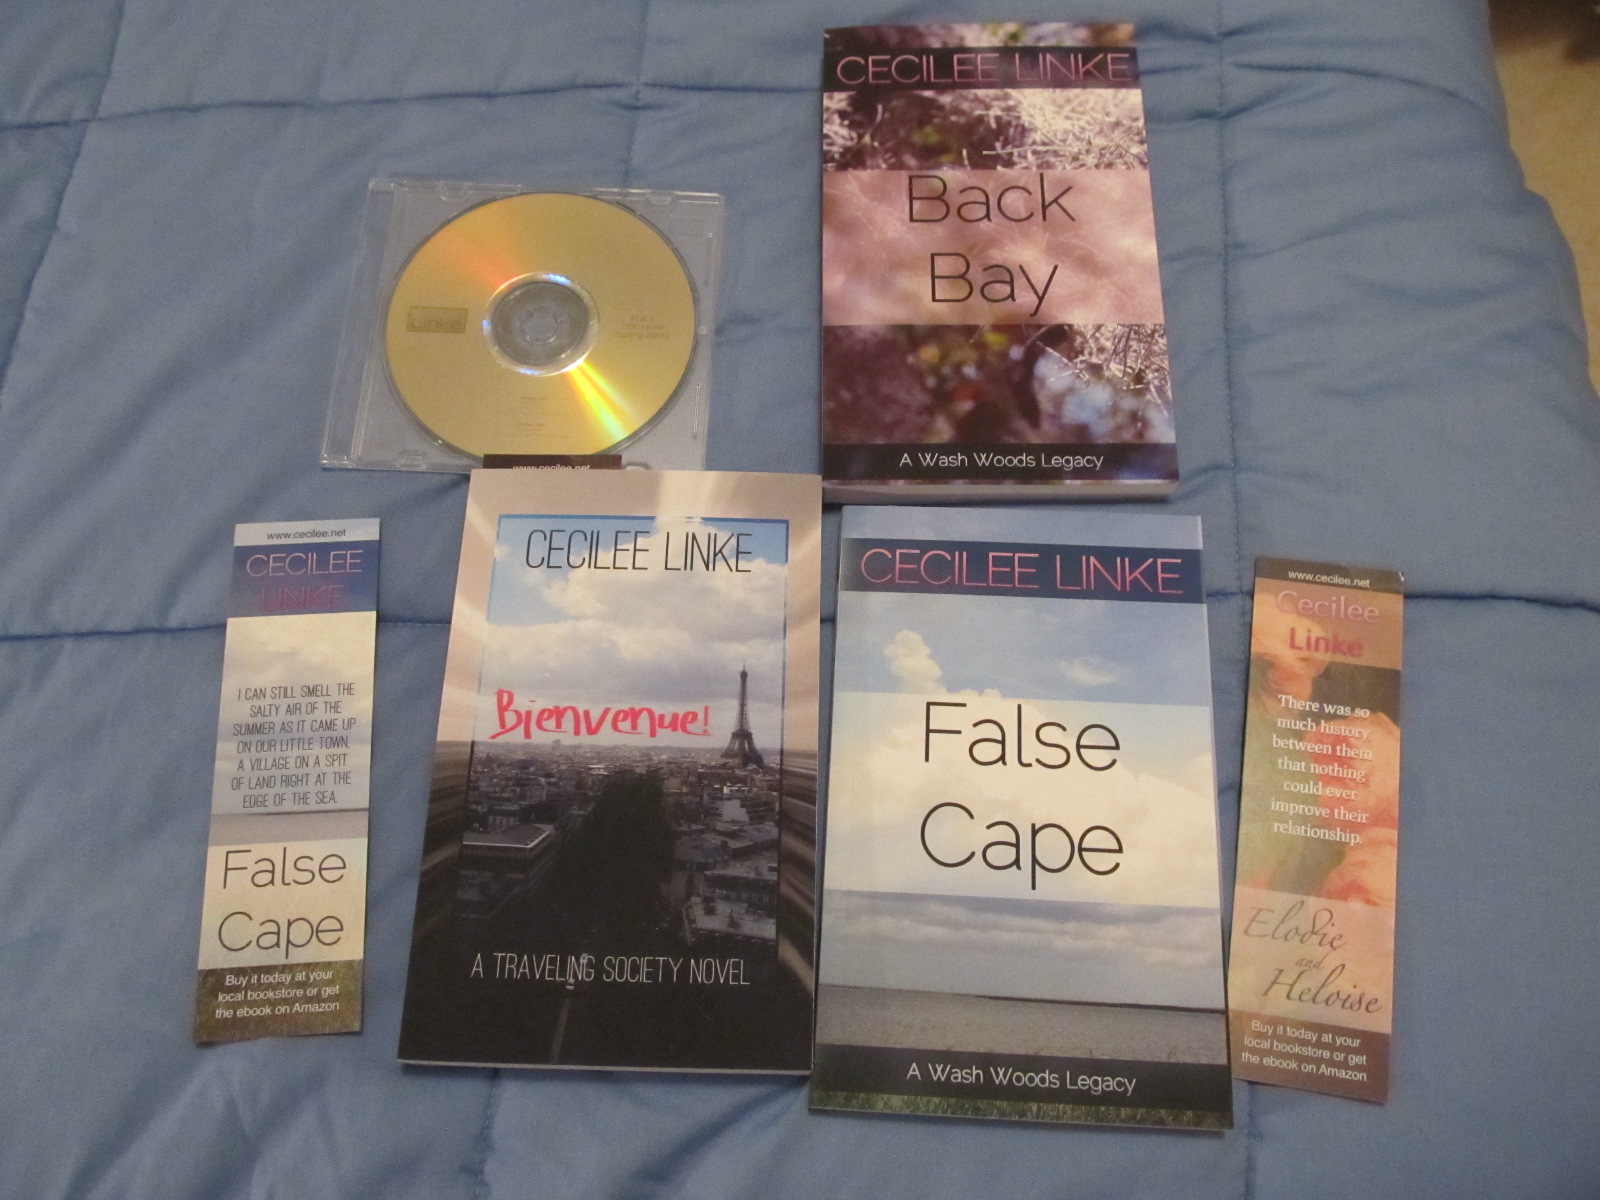 CECILEE LINKE
Back
Bay
A Wash Woods Legacy
Linke
www.cecilee.net
www.cecilee.net
CECILEE
LINKE
I CAN STILL SMELL THE
SALTY AIR OF THE
SUMMER AS IT CAME UP
ON OUR LITTLE TOWN,
A VILLAGE ON A SPIT
OF LAND RIGHT AT THE
EDGE OF THE SEA.
False
Cape
Buy it today at your
local bookstore or get
the ebook on Amazon
CECILEE LINKE
Bienvenue!
A TRAVELING SOCIETY NOVEL
CECILEE LINKE
False
Cape
A Wash Woods Legacy
www.cecilee.net
Cecilee
Linke
There was so
much history
between them
that nothing
could ever
improve their
relationship.
Elodie
and
Heloise
Buy it today at your
local bookstore or get
the ebook on Amazon